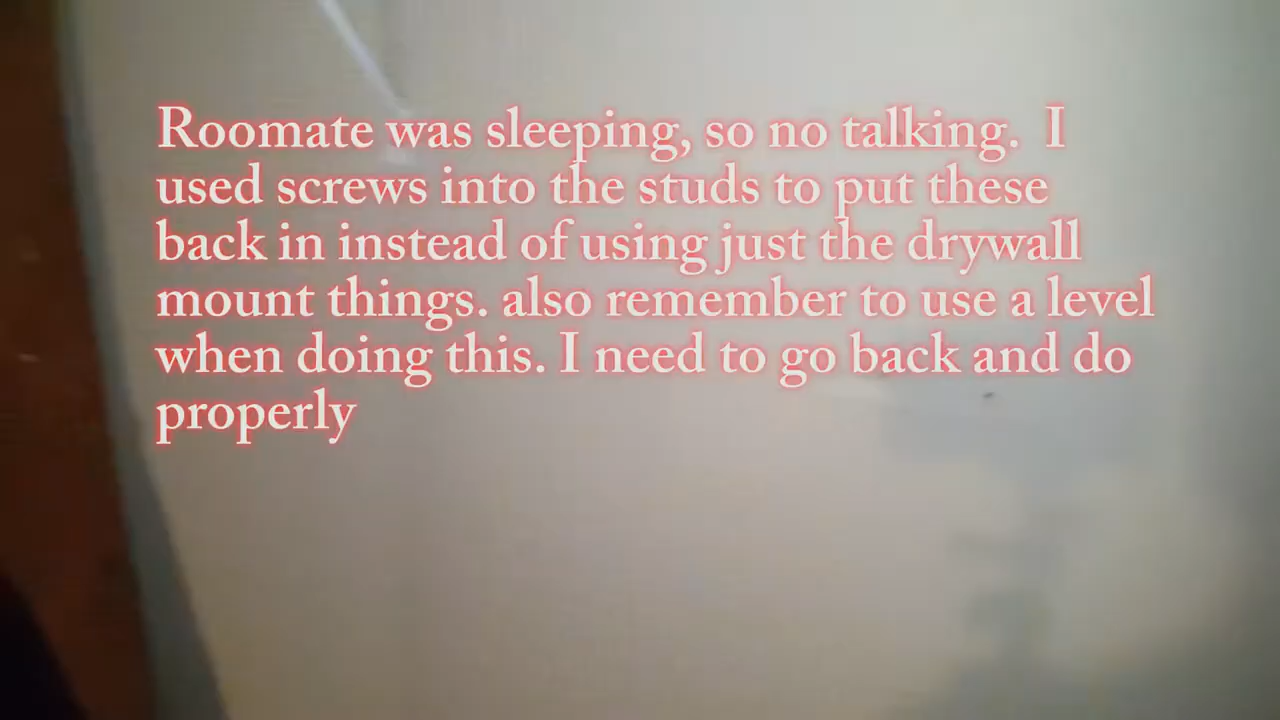 Roomate was sleeping, so no talking.  I
used screws into the studs to put these
back in instead of using just the drywall
mount things. also remember to use a level
when doing this. I need to go back and do
properly